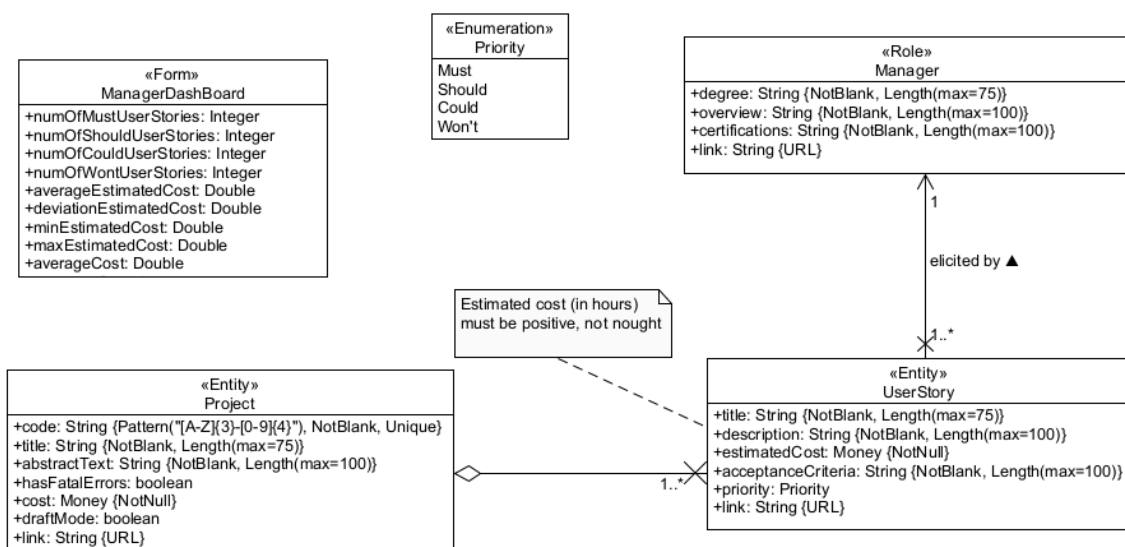 «Enumeration»
Priority
Must
Should
Could
Won't
«Form»
ManagerDashBoard
+numOfMustUserStories: Integer
+numOfShouldUserStories: Integer
+numOfCouldUserStories: Integer
+numOfWontUserStories: Integer
+averageEstimatedCost: Double
+deviationEstimatedCost: Double
+minEstimatedCost: Double
+maxEstimatedCost: Double
+averageCost: Double
«Role»
Manager
+degree: String {NotBlank, Length(max=75)}
+overview: String {NotBlank, Length(max=100)}
+certifications: String {NotBlank, Length(max=100)}
+link: String {URL}
1
elicited by ▲
1..*
Estimated cost (in hours)
must be positive, not nought
«Entity»
Project
+code: String {Pattern("[A-Z]{3}-[0-9]{4}"), NotBlank, Unique}
+title: String {NotBlank, Length(max=75)}
+abstractText: String {NotBlank, Length(max=100)}
+hasFatalErrors: boolean
+cost: Money {NotNull}
+draftMode: boolean
+link: String {URL}
1..*
«Entity»
UserStory
+title: String {NotBlank, Length(max=75)}
+description: String {NotBlank, Length(max=100)}
+estimatedCost: Money {NotNull}
+acceptanceCriteria: String {NotBlank, Length(max=100)}
+priority: Priority
+link: String {URL}